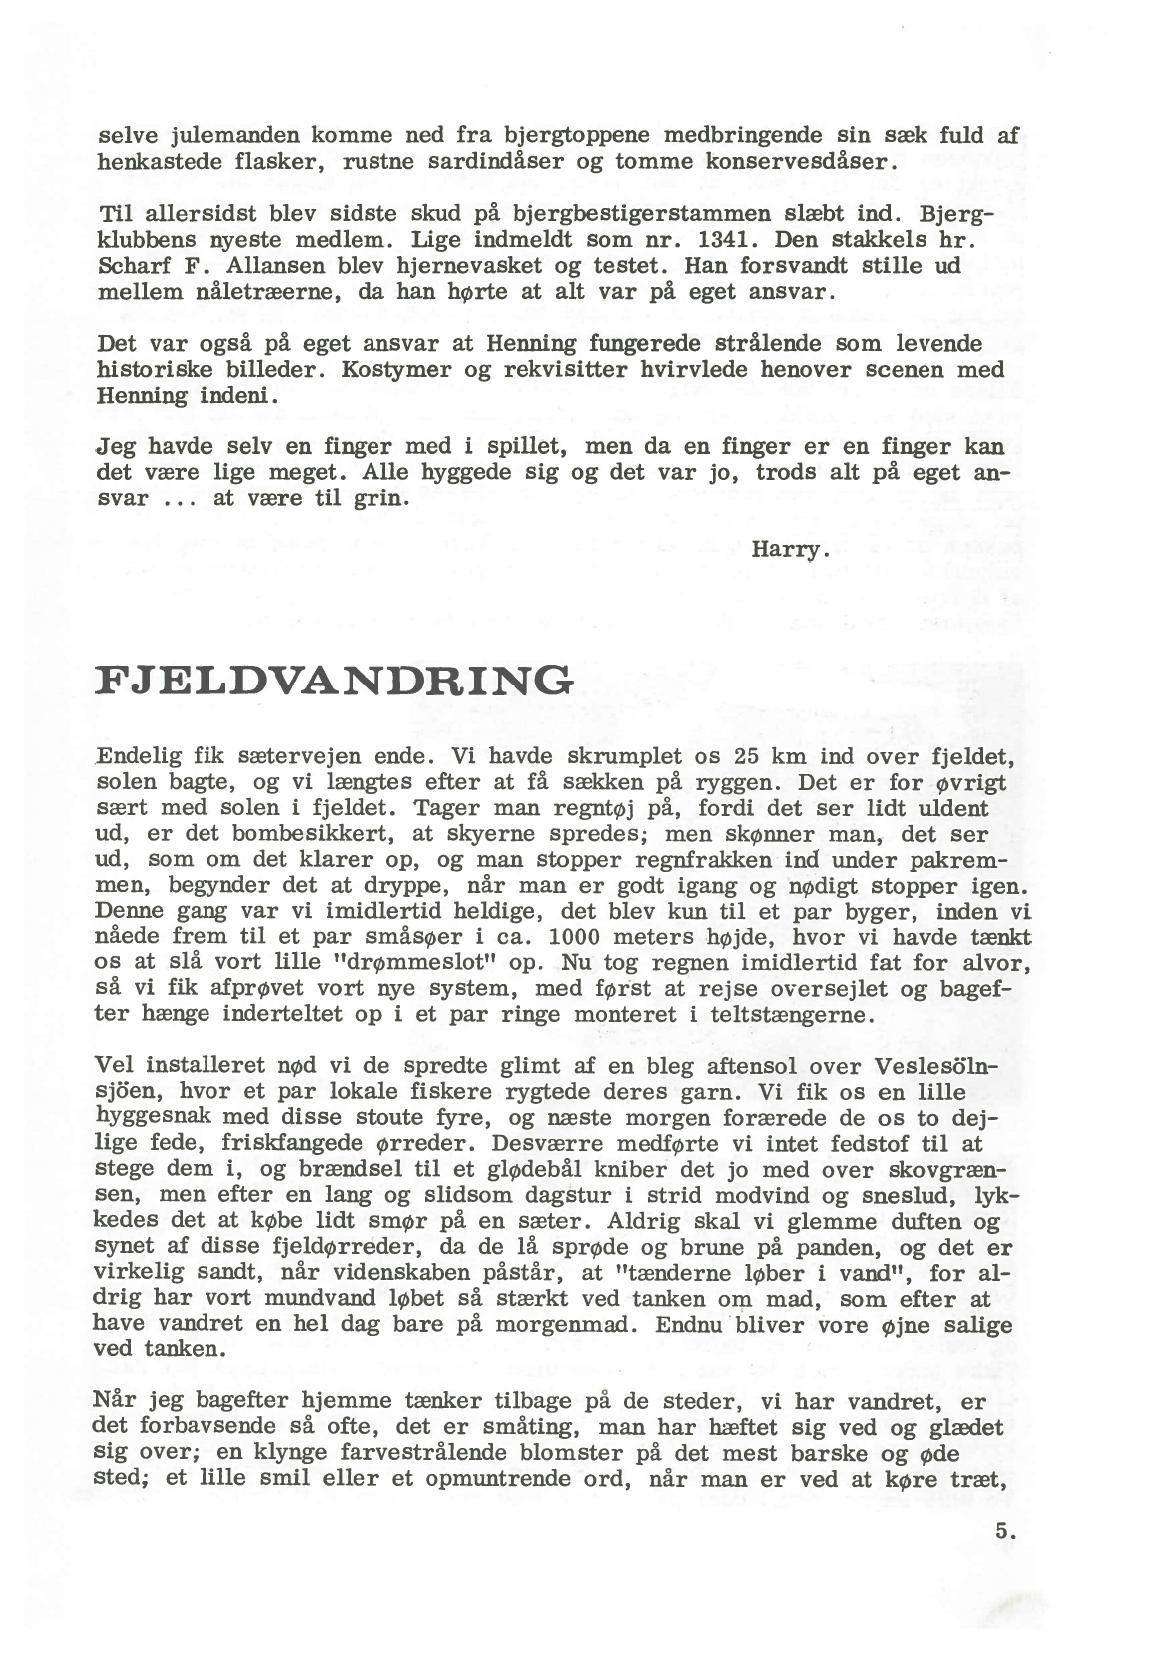 selve julemanden komme ned fra bjergtoppene medbringende sin sæk fuld af
henkastede flasker, rustne sardindåser og tomme konservesdåser.
Til allersidst blev sidste skud på bjergbestigerstammen slæbt ind. Bjerg-
klubbens nyeste medlem. Lige indmeldt som nr. 1341. Den stakkels hr.
Scharf F. Allansen blev hjernevasket og testet. Han forsvandt stille ud
mellem nåletræerne, da han hørte at alt var på eget ansvar.
Det var også på eget ansvar at Henning fungerede strålende som levende
historiske billeder. Kostymer og rekvisitter hvirvlede henover scenen med
Henning indeni.
Jeg havde selv en finger med i spillet, men da en finger er en finger kan
det være lige meget. Alle hyggede sig og det var jo, trods alt på eget an-
svar ... at være til grin.
Harry.
FJELDVANDRING
Endelig fik sætervejen ende. Vi havde skrumplet os 25 km ind over fjeldet,
solen bagte, og vi længtes efter at få sækken på ryggen. Det er for øvrigt
sært med solen i fjeldet. Tager man regntøj på, fordi det ser lidt uldent
ud, er det bombesikkert, at skyerne spredes; men skønner man, det ser
ud, som om det klarer op, og man stopper regnfrakken ind under pakrem-
men, begynder det at dryppe, når man er godt igang og nødigt stopper igen.
Denne gang var vi imidlertid heldige, det blev kun til et par byger, inden vi
nåede frem til et par småsøer i ca. 1000 meters højde, hvor vi havde tænkt
os at slå vort lille "drømmeslot" op. Nu tog regnen imidlertid fat for alvor,
så vi fik afprøvet vort nye system, med først at rejse oversejlet og bagef-
ter hænge inderteltet op i et par ringe monteret i teltstængerne.
Vel installeret nød vi de spredte glimt af en bleg aftensol over Veslesöln-
sjöen, hvor et par lokale fiskere rygtede deres garn. Vi fik os en lille
hyggesnak med disse stoute fyre, og næste morgen forærede de os to dej-
lige fede, friskfangede ørreder. Desværre medførte vi intet fedstof til at
stege dem i, og brændsel til et glødebål kniber det jo med over skovgræn-
sen, men efter en lang og slidsom dagstur i strid modvind og sneslud, lyk-
kedes det at købe lidt smør på en sæter. Aldrig skal vi glemme duften og
synet af disse fjeldørreder, da de lå sprøde og brune på panden, og det er
virkelig sandt, når videnskaben påstår, at "tænderne løber i vand", for al-
drig har vort mundvand løbet så stærkt ved tanken om mad, som efter at
have vandret en hel dag bare på morgenmad. Endnu bliver vore øjne salige
ved tanken.
Når jeg bagefter hjemme tænker tilbage på de steder, vi har vandret, er
det forbavsende så ofte, det er småting, man har hæftet sig ved og glædet
sig over; en klynge farvestrålende blomster på det mest barske og øde
sted; et lille smil eller et opmuntrende ord, når man er ved at køre træt,
5.